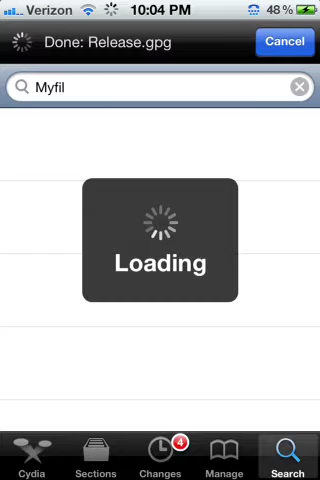 Verizon 10:04 PM 48%
Done: Release.gpg Cancel
Myfil
Loading
4
Cydia Sections Changes Manage Search